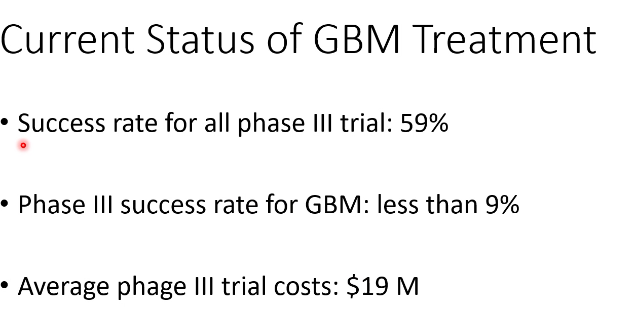 Current Status of GBM Treatment
• Success rate for all phase III trial: 59%
• Phase III success rate for GBM: less than 9%
• Average phage III trial costs: $19 M